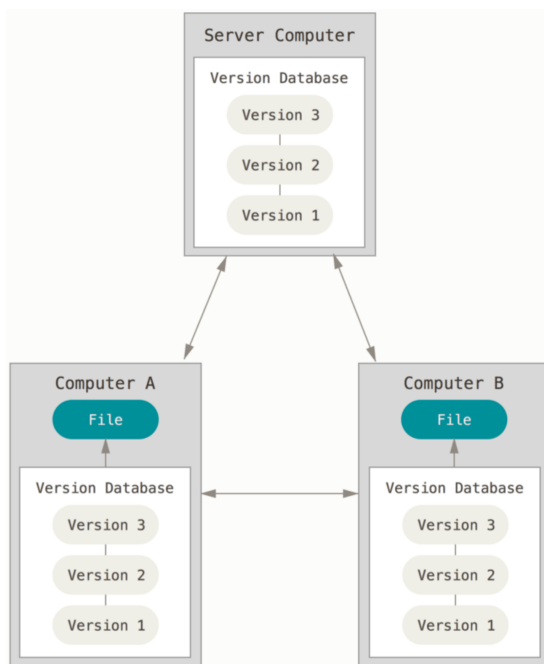 Server Computer
Version Database
Version 3
Version 2
Version 1
Computer A
File
Version Database
Version 3
Version 2
Version 1
Computer B
File
Version Database
Version 3
Version 2
Version 1